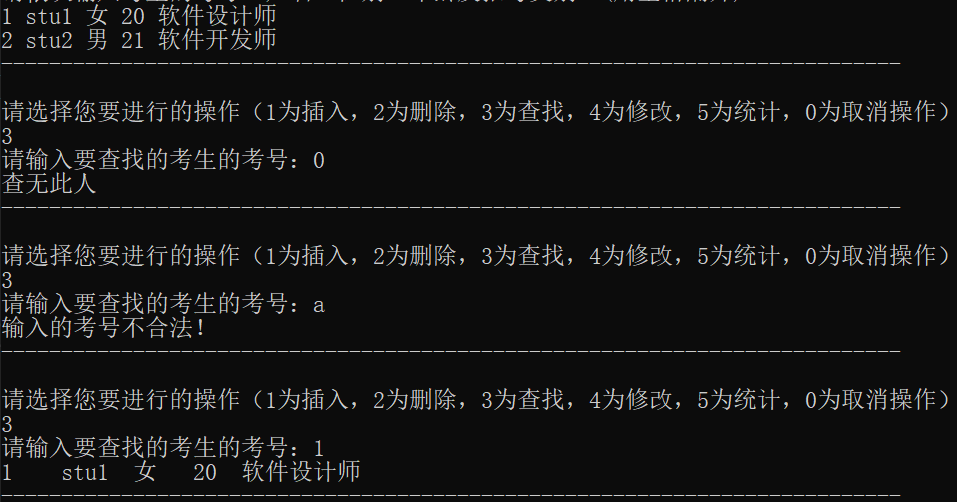 1 stu1 女 20 软件设计师
2 stu2 男 21 软件开发师
---------------------------------------------------------------------------
请选择您要进行的操作（1为插入，2为删除，3为查找，4为修改，5为统计，0为取消操作）
3
请输入要查找的考生的考号：0
查无此人
---------------------------------------------------------------------------
请选择您要进行的操作（1为插入，2为删除，3为查找，4为修改，5为统计，0为取消操作）
3
请输入要查找的考生的考号：a
输入的考号不合法！
---------------------------------------------------------------------------
请选择您要进行的操作（1为插入，2为删除，3为查找，4为修改，5为统计，0为取消操作）
3
请输入要查找的考生的考号：1
1    stu1  女   20  软件设计师
---------------------------------------------------------------------------